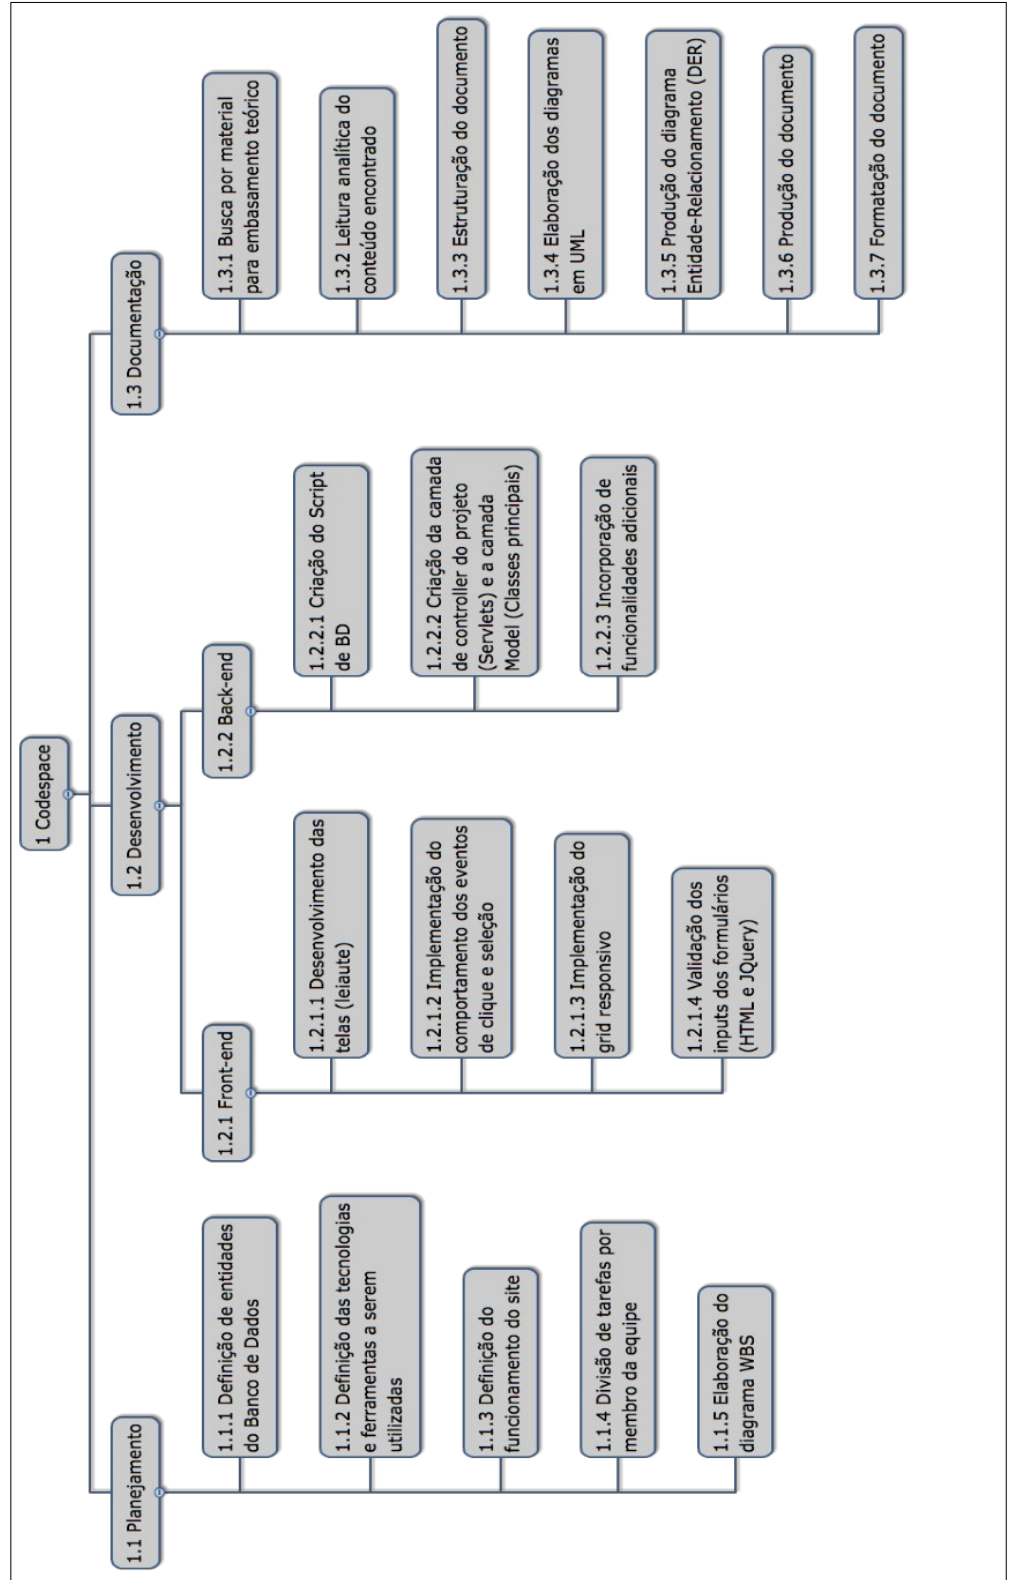 1 Codespace
1.1 Planejamento
1.1.1 Definição de entidades
do Banco de Dados
1.1.2 Definição das tecnologias
e ferramentas a serem
utilizadas
1.1.3 Definição do
funcionamento do site
1.1.4 Divisão de tarefas por
membro da equipe
1.1.5 Elaboração do
diagrama WBS
1.2 Desenvolvimento
1.2.1 Front-end
1.2.1.1 Desenvolvimento das
telas (leiaute)
1.2.1.2 Implementação do
comportamento dos eventos
de clique e seleção
1.2.1.3 Implementação do
grid responsivo
1.2.1.4 Validação dos
inputs dos formulários
(HTML e JQuery)
1.2.2 Back-end
1.2.2.1 Criação do Script
de BD
1.2.2.2 Criação da camada
de controller do projeto
(Servlets) e a camada
Model (Classes principais)
1.2.2.3 Incorporação de
funcionalidades adicionais
1.3 Documentação
1.3.1 Busca por material
para embasamento teórico
1.3.2 Leitura analítica do
conteúdo encontrado
1.3.3 Estruturação do documento
1.3.4 Elaboração dos diagramas
em UML
1.3.5 Produção do diagrama
Entidade-Relacionamento (DER)
1.3.6 Produção do documento
1.3.7 Formatação do documento